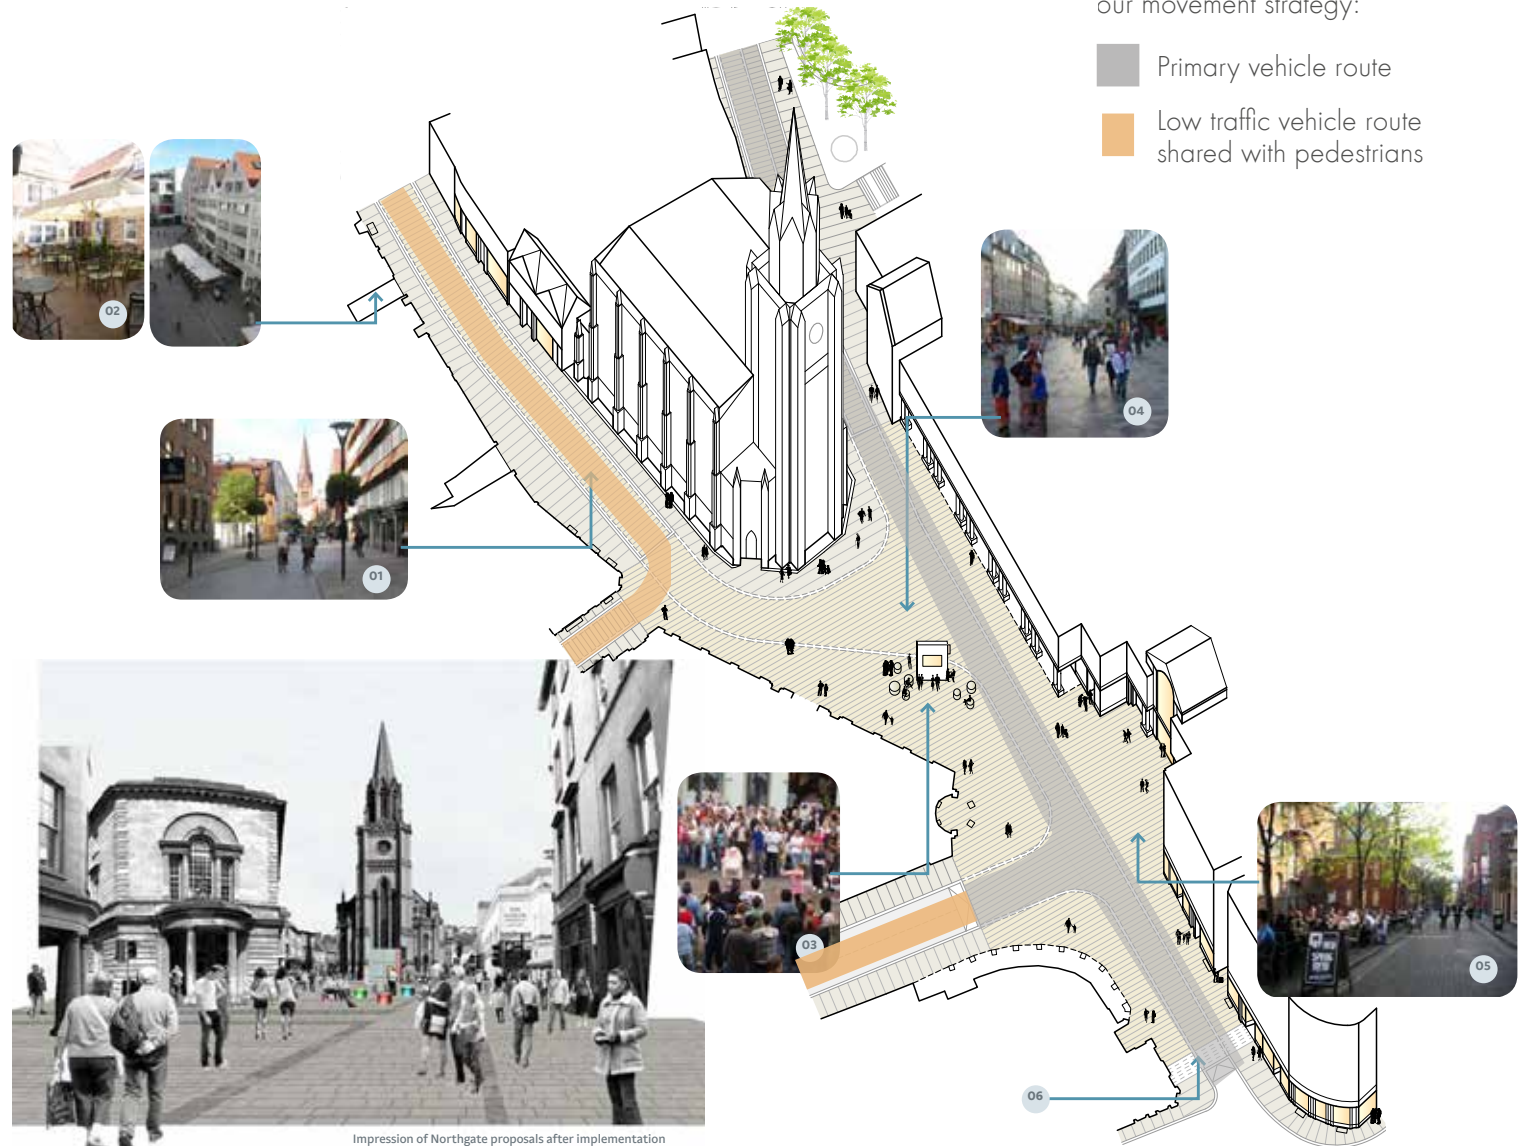 our movement strategy:
Primary vehicle route
Low traffic vehicle route
shared with pedestrians
02
04
01
03
05
06
Impression of Northgate proposals after implementation